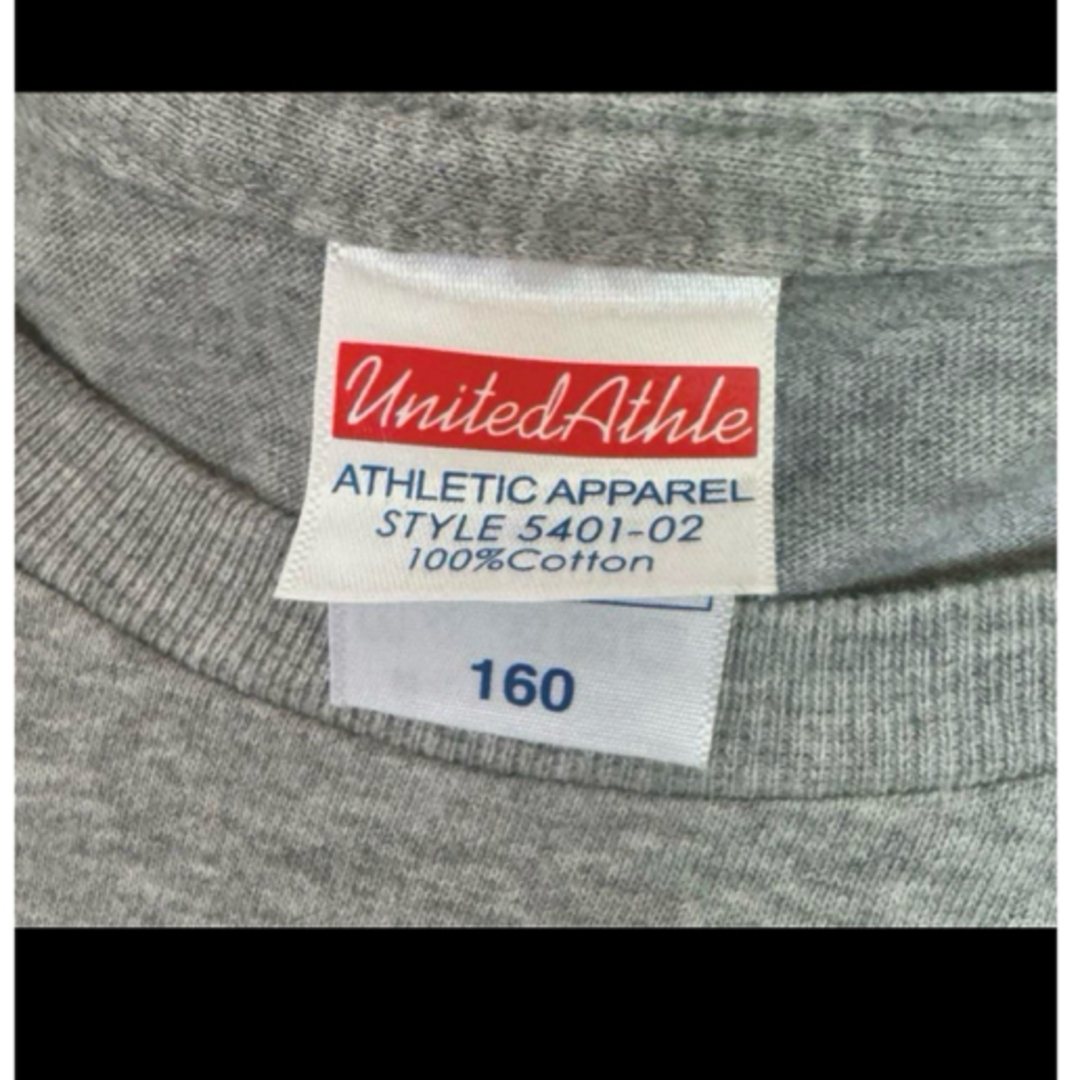 UnitedAthle
ATHLETIC APPAREL
STYLE 5401-02
100%Cotton
160